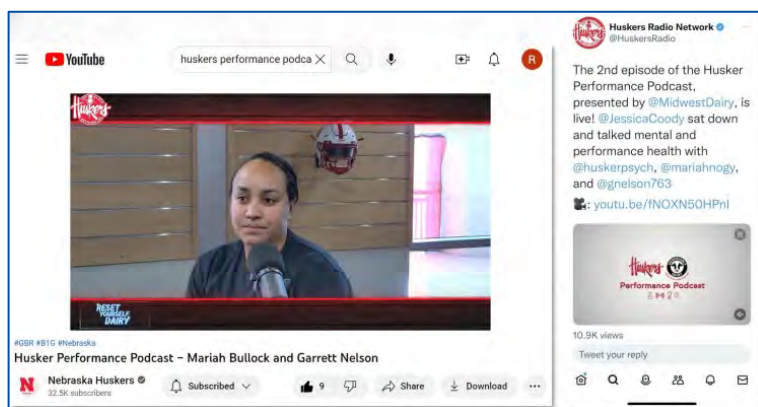 YouTube
huskers performance podca
R
Huskers
RESET
YOURSELF
DAIRY
#GBR #B1G #Nebraska
Husker Performance Podcast – Mariah Bullock and Garrett Nelson
N
Nebraska Huskers
32.5K subscribers
Subscribed
9
Share
Download
Huskers Radio Network
@HuskersRadio
The 2nd episode of the Husker
Performance Podcast,
presented by @MidwestDairy, is
live! @JessicaCoody sat down
and talked mental and
performance health with
@huskerpsych, @mariahnogy,
and @gnelson763
: youtu.be/fNOXN50HPnI
Huskers
Performance Podcast
10.9K views
Tweet your reply